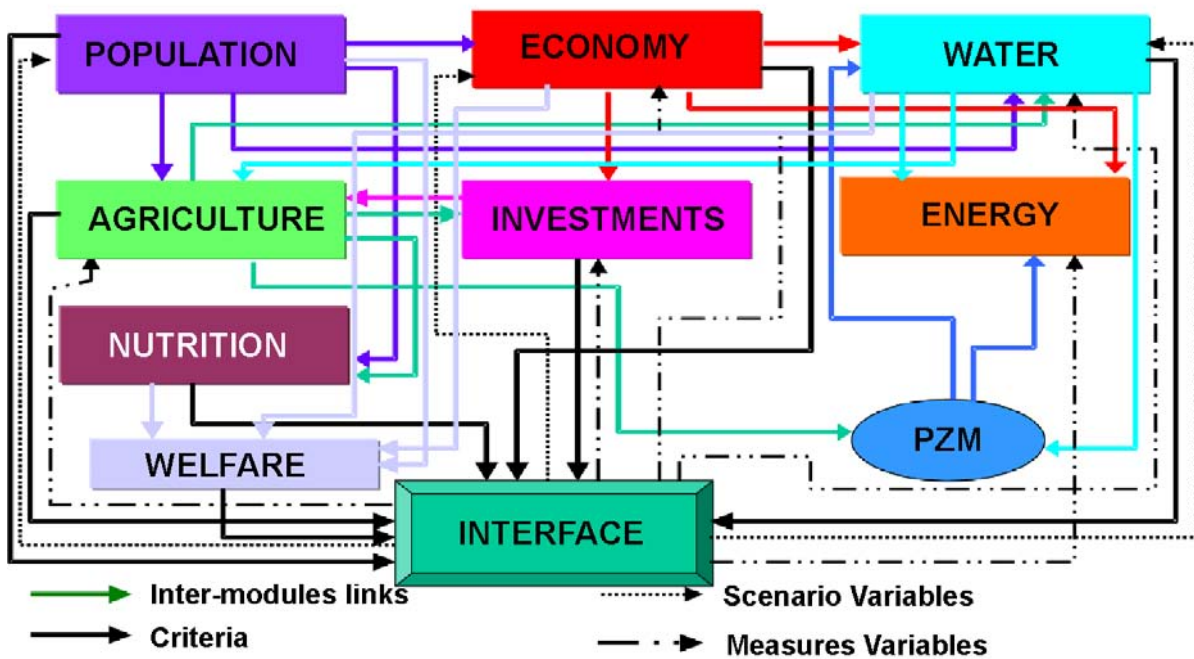 POPULATION
ECONOMY
WATER
AGRICULTURE
INVESTMENTS
ENERGY
NUTRITION
PZM
WELFARE
INTERFACE
Inter-modules links
Scenario Variables
Criteria
Measures Variables